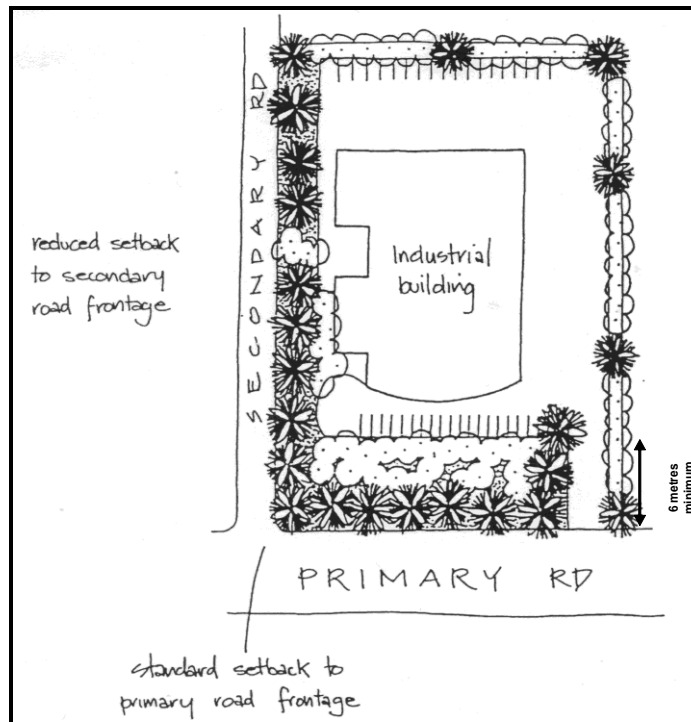 SECONDARY RD
reduced setback
to secondary
road frontage
Industrial
building
6 metres
minimum
PRIMARY RD
standard setback to
primary road frontage